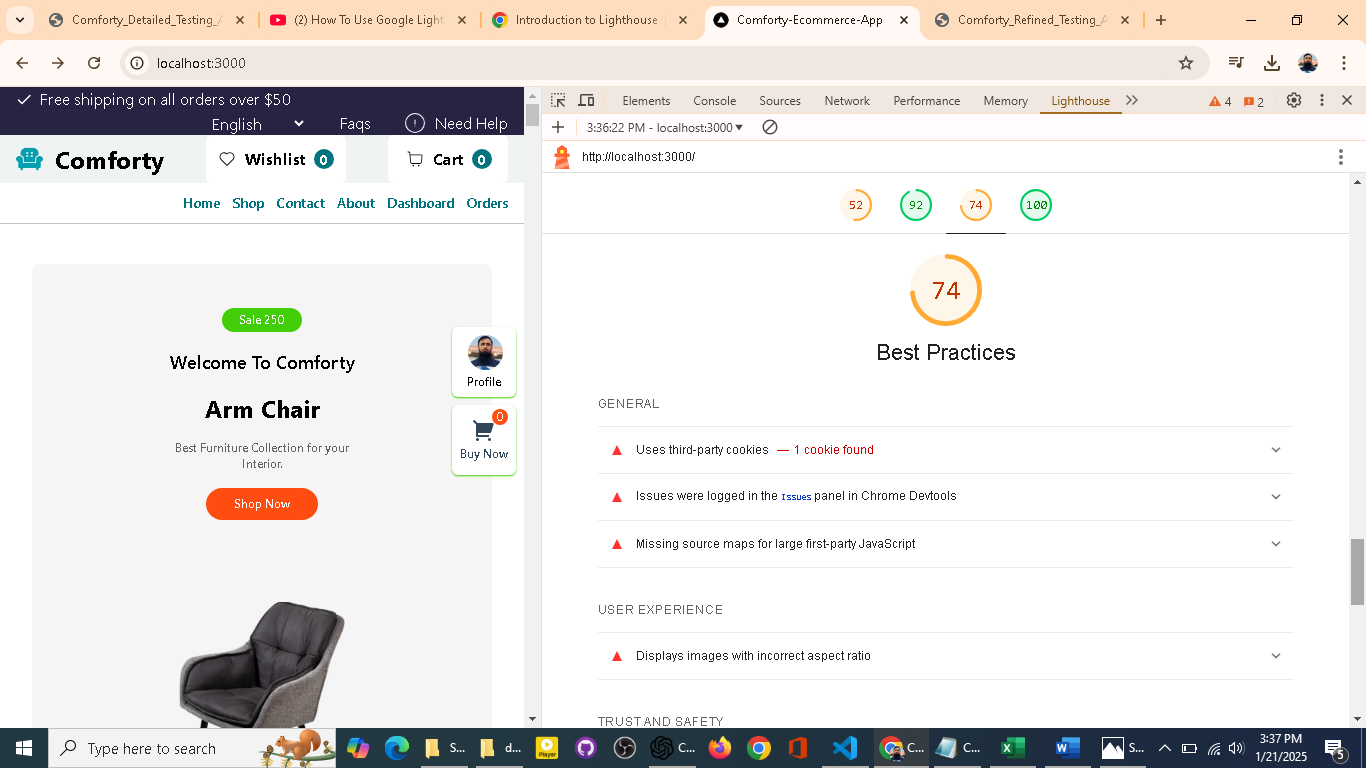 Comforty_Detailed_Testing_
(2) How To Use Google Light
Introduction to Lighthouse
Comforty-Ecommerce-App
Comforty_Refined_Testing_
localhost:3000
Free shipping on all orders over $50
English Faqs Need Help
Comforty Wishlist 0 Cart 0
Home Shop Contact About Dashboard Orders
Sale 250
Welcome To Comforty
Arm Chair
Best Furniture Collection for your
Interior.
Shop Now
Profile
0
Buy Now
Elements Console Sources Network Performance Memory Lighthouse 4 2
3:36:22 PM - localhost:3000
http://localhost:3000/
52 92 74 100
74
Best Practices
GENERAL
Uses third-party cookies — 1 cookie found
Issues were logged in the Issues panel in Chrome Devtools
Missing source maps for large first-party JavaScript
USER EXPERIENCE
Displays images with incorrect aspect ratio
TRUST AND SAFETY
Type here to search
S...
d...
Player
C...
C...
C...
S...
3:37 PM
1/21/2025
5